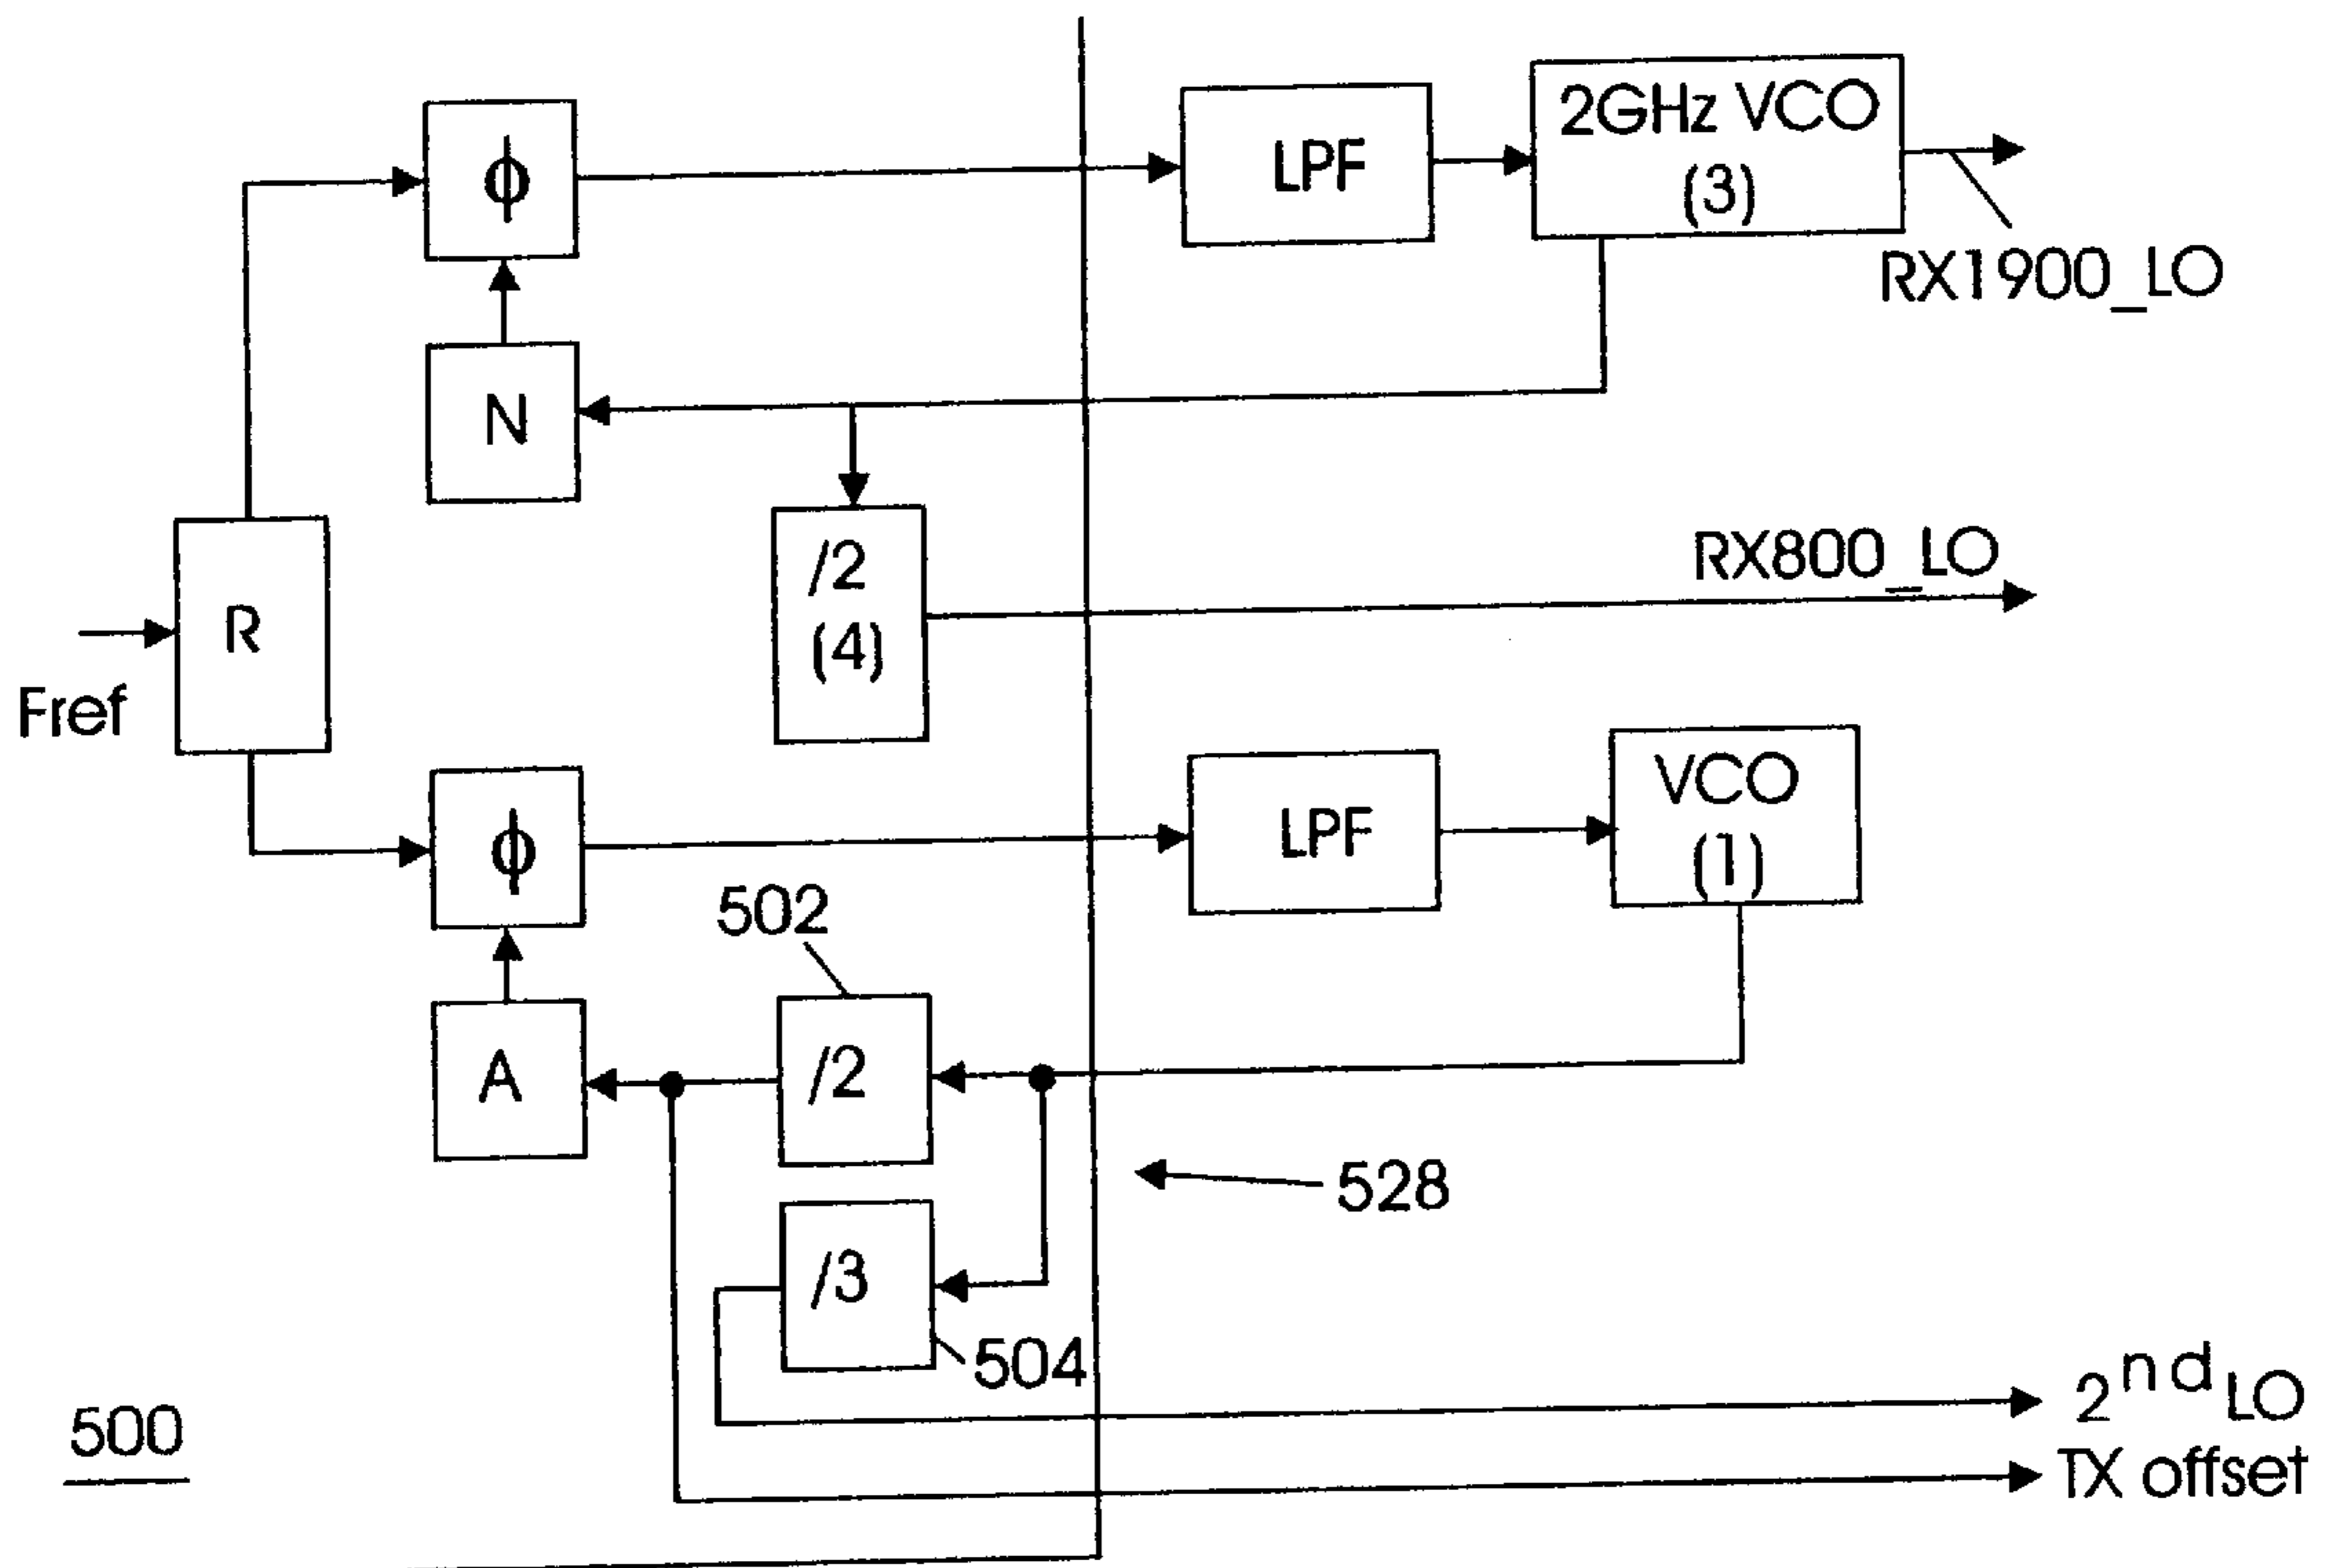 2GHz VCO
(3)
LPF
ϕ
RX1900_LO
N
RX800_LO
/2
(4)
R
Fref
VCO
(1)
LPF
ϕ
502
A
/2
528
/3
504
2nd LO
TX offset
500